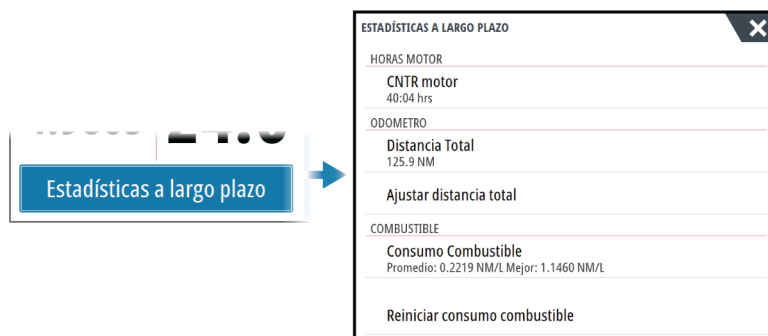 Estadísticas a largo plazo
ESTADÍSTICAS A LARGO PLAZO
HORAS MOTOR
CNTR motor
40:04 hrs
ODOMETRO
Distancia Total
125.9 NM
Ajustar distancia total
COMBUSTIBLE
Consumo Combustible
Promedio: 0.2219 NM/L Mejor: 1.1460 NM/L
Reiniciar consumo combustible